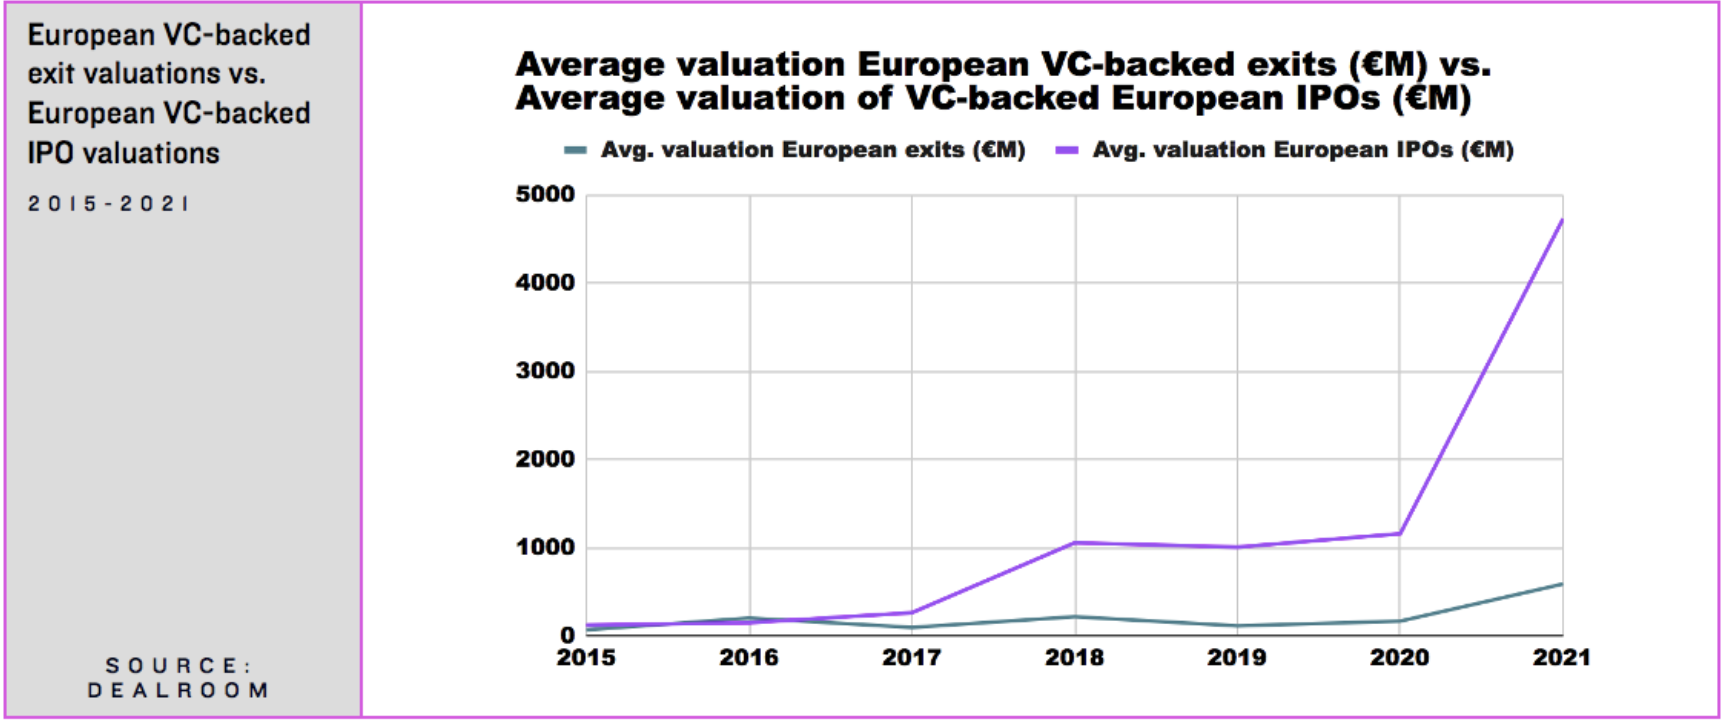 European VC-backed
exit valuations vs.
European VC-backed
IPO valuations
2015-2021
SOURCE:
DEALROOM
Average valuation European VC-backed exits (€M) vs.
Average valuation of VC-backed European IPOs (€M)
Avg. valuation European exits (€M) Avg. valuation European IPOs (€M)
5000
4000
3000
2000
1000
0
2015 2016 2017 2018 2019 2020 2021